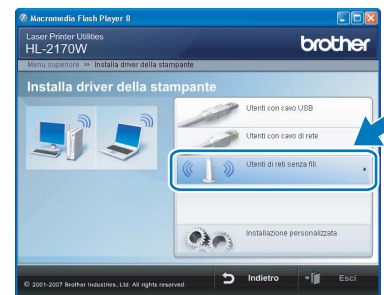 Macromedia Flash Player 8
Laser Printer Utilities
HL-2170W
brother
Menu superiore >> Installa driver della stampante
Installa driver della stampante
Utenti con cavo USB
Utenti con cavo di rete
Utenti di reti senza fili
Installazione personalizzata
© 2001-2007 Brother Industries, Ltd. All rights reserved.
Indietro
Esci